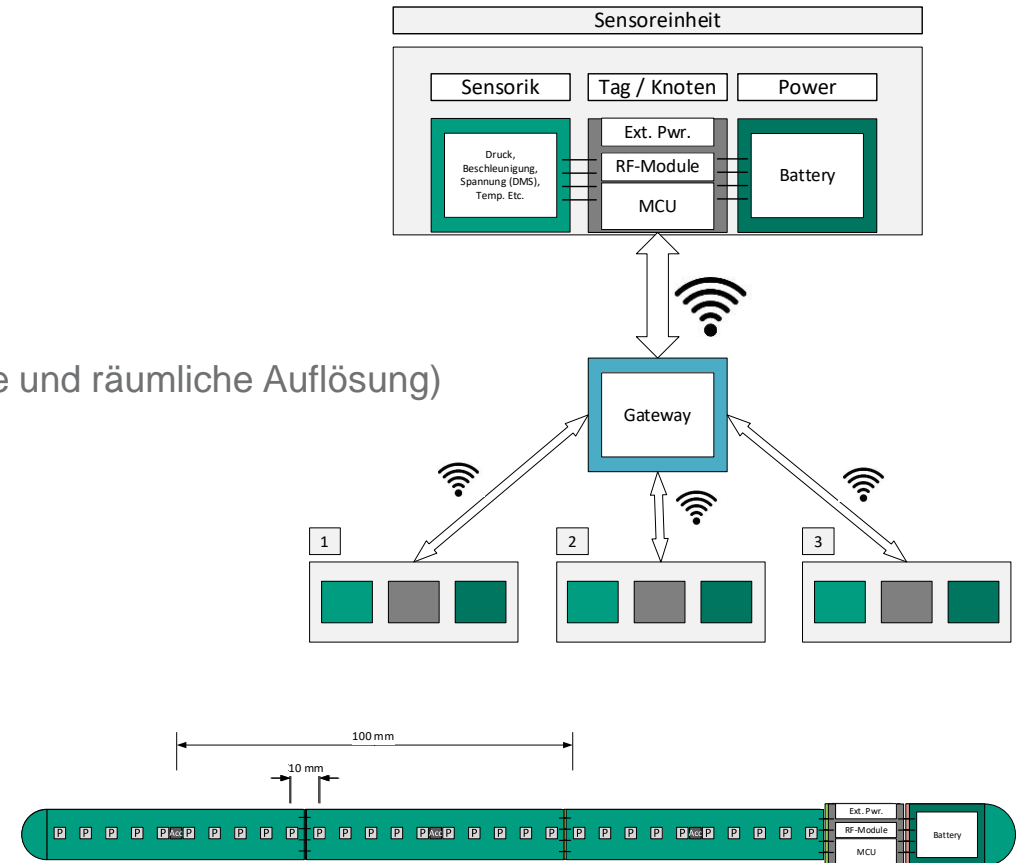 Sensoreinheit
Sensorik
Tag / Knoten
Power
Druck,
Beschleunigung,
Spannung (DMS),
Temp. Etc.
Ext. Pwr.
RF-Module
MCU
Battery
e und räumliche Auflösung)
Gateway
1
2
3
100 mm
10 mm
P P P P P Acc P P P P P P P P P P Acc P P P P P P P P P P Acc P P P P P
Ext. Pwr.
RF-Module
MCU
Battery